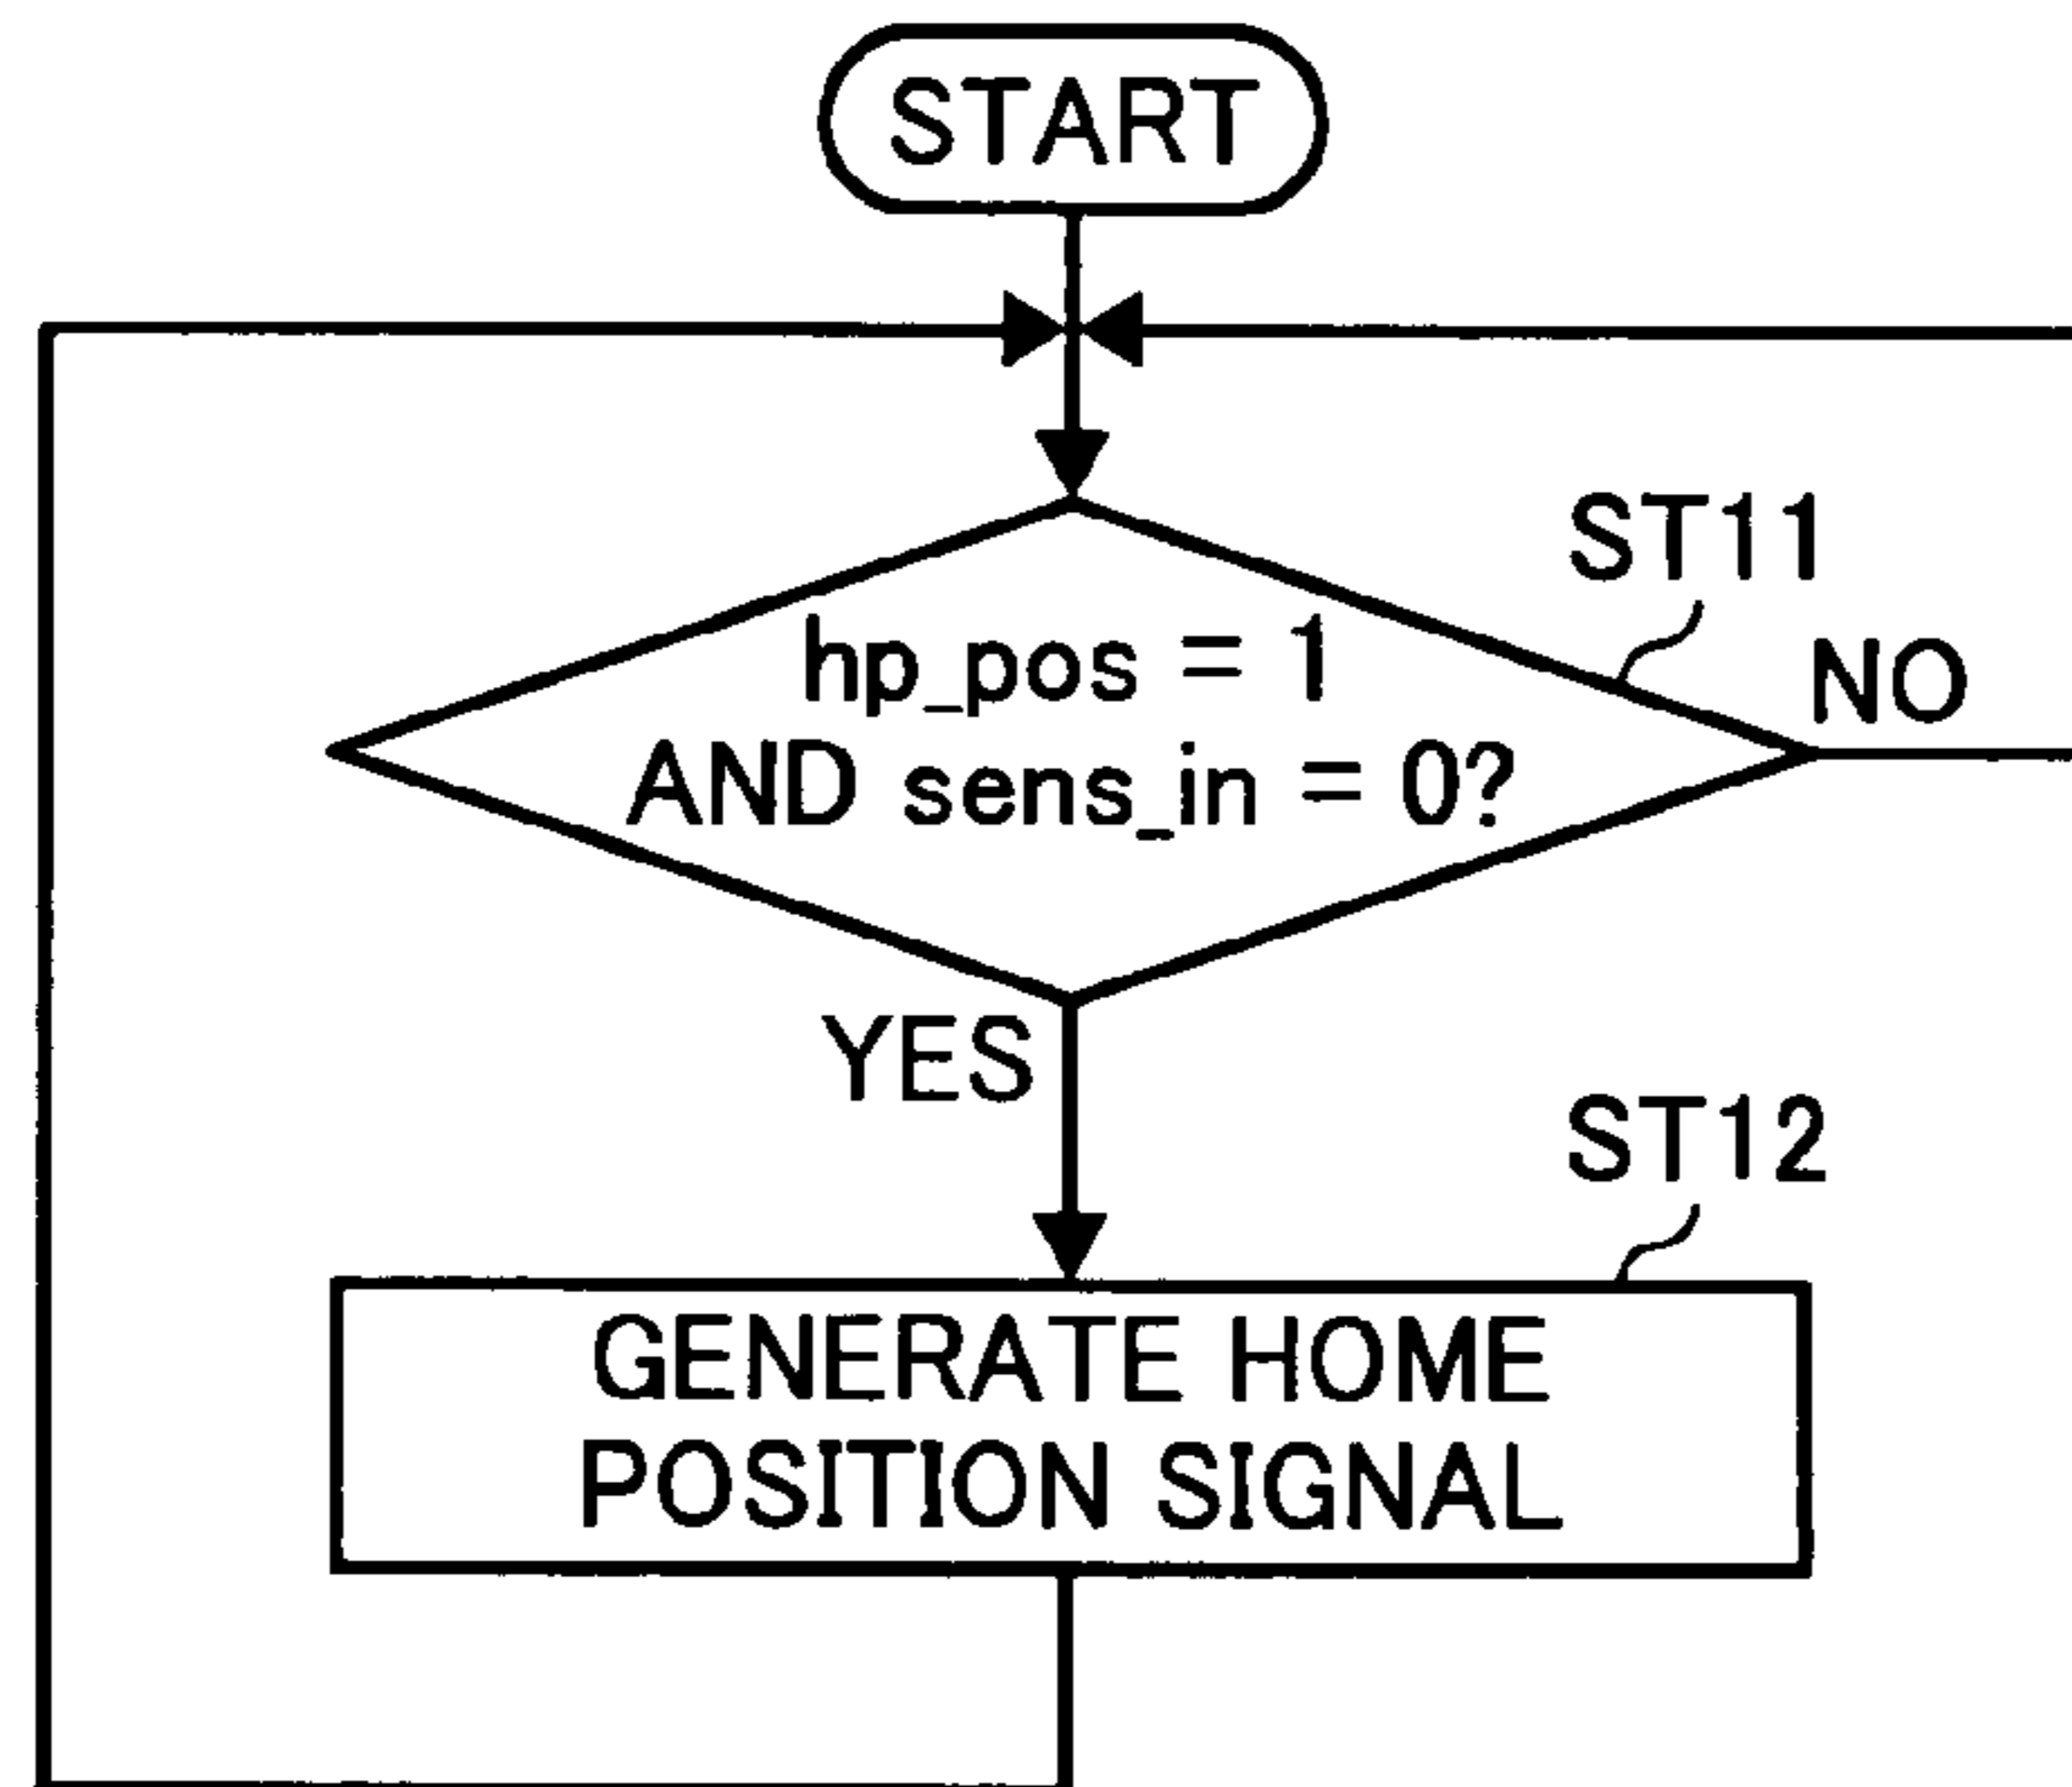 START
ST11
hp_pos = 1
AND sens_in = 0?
NO
YES
ST12
GENERATE HOME
POSITION SIGNAL